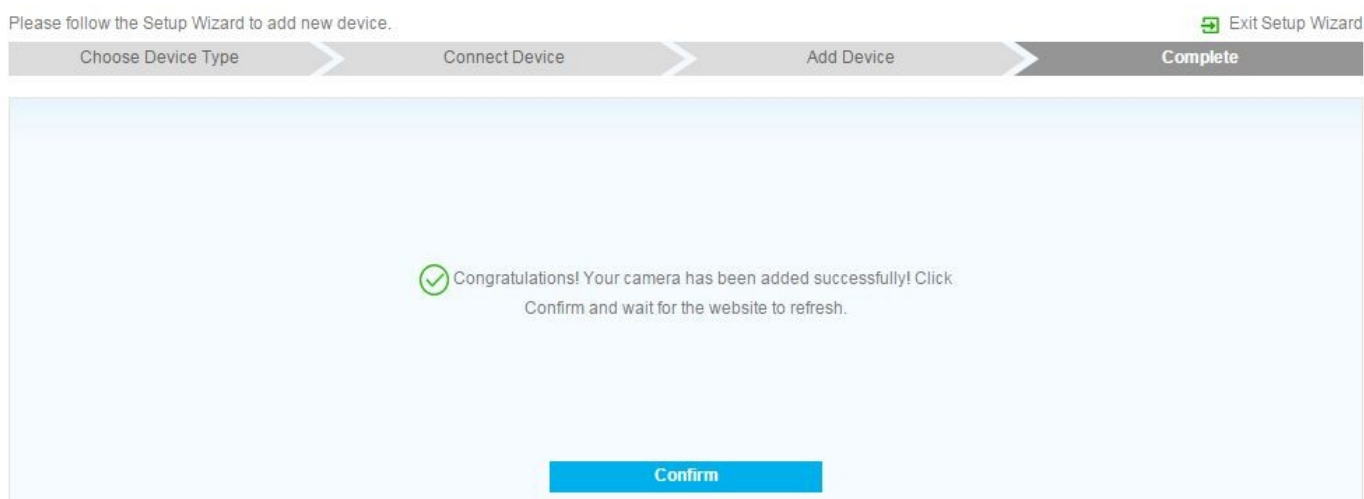 Please follow the Setup Wizard to add new device.
Exit Setup Wizard
Choose Device Type
Connect Device
Add Device
Complete
Congratulations! Your camera has been added successfully! Click
Confirm and wait for the website to refresh.
Confirm